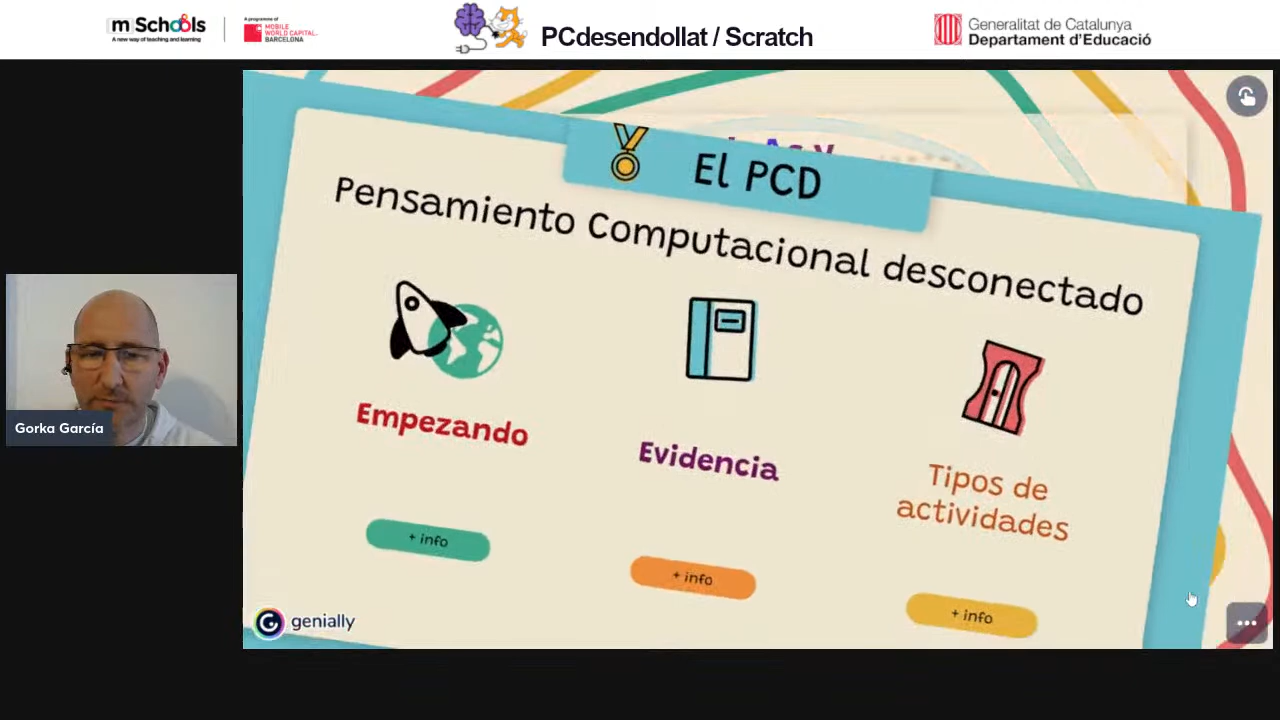 mSchools
A new way of teaching and learning
A programme of
MOBILE
WORLD CAPITAL
BARCELONA
PCdesendollat / Scratch
Generalitat de Catalunya
Departament d'Educació
El PCD
Pensamiento Computacional desconectado
Empezando
Evidencia
Tipos de
actividades
+ info
+ info
+ info
genially
Gorka García